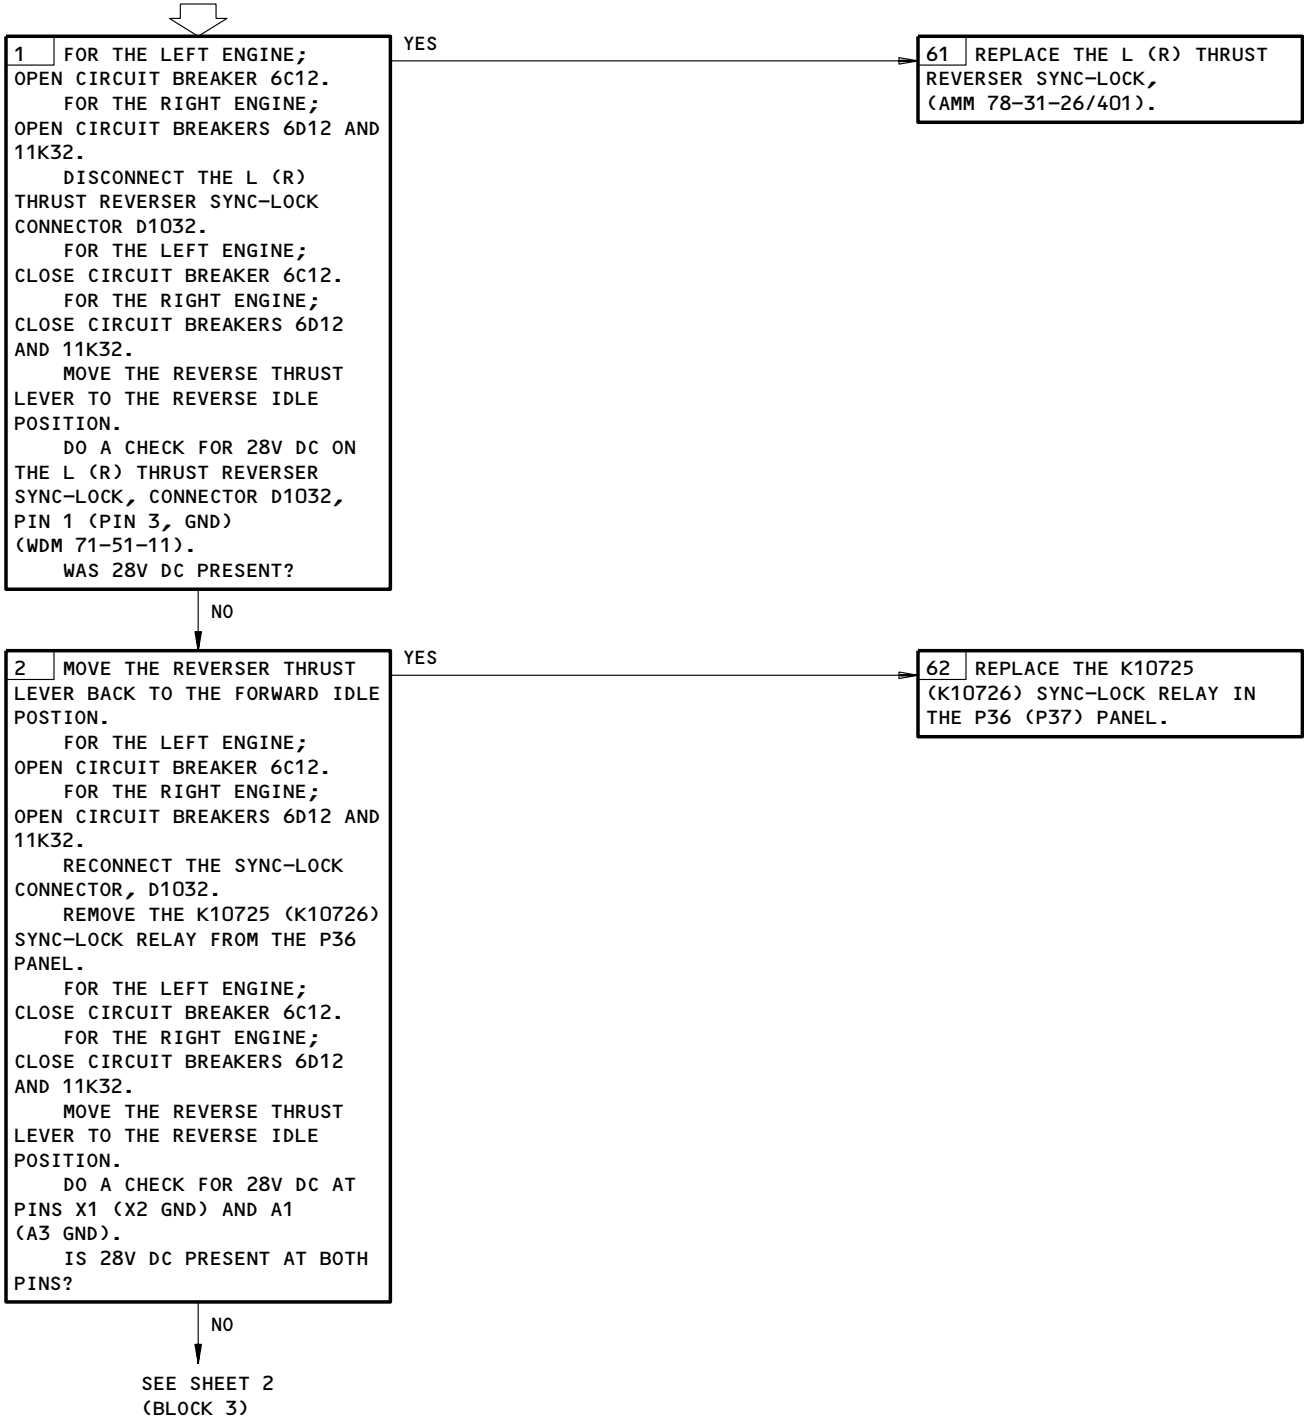 1 FOR THE LEFT ENGINE;
OPEN CIRCUIT BREAKER 6C12.
FOR THE RIGHT ENGINE;
OPEN CIRCUIT BREAKERS 6D12 AND
11K32.
DISCONNECT THE L (R)
THRUST REVERSER SYNC-LOCK
CONNECTOR D1032.
FOR THE LEFT ENGINE;
CLOSE CIRCUIT BREAKER 6C12.
FOR THE RIGHT ENGINE;
CLOSE CIRCUIT BREAKERS 6D12
AND 11K32.
MOVE THE REVERSE THRUST
LEVER TO THE REVERSE IDLE
POSITION.
DO A CHECK FOR 28V DC ON
THE L (R) THRUST REVERSER
SYNC-LOCK, CONNECTOR D1032,
PIN 1 (PIN 3, GND)
(WDM 71-51-11).
WAS 28V DC PRESENT?
YES
61 REPLACE THE L (R) THRUST
REVERSER SYNC-LOCK,
(AMM 78-31-26/401).
NO
2 MOVE THE REVERSER THRUST
LEVER BACK TO THE FORWARD IDLE
POSTION.
FOR THE LEFT ENGINE;
OPEN CIRCUIT BREAKER 6C12.
FOR THE RIGHT ENGINE;
OPEN CIRCUIT BREAKERS 6D12 AND
11K32.
RECONNECT THE SYNC-LOCK
CONNECTOR, D1032.
REMOVE THE K10725 (K10726)
SYNC-LOCK RELAY FROM THE P36
PANEL.
FOR THE LEFT ENGINE;
CLOSE CIRCUIT BREAKER 6C12.
FOR THE RIGHT ENGINE;
CLOSE CIRCUIT BREAKERS 6D12
AND 11K32.
MOVE THE REVERSE THRUST
LEVER TO THE REVERSE IDLE
POSITION.
DO A CHECK FOR 28V DC AT
PINS X1 (X2 GND) AND A1
(A3 GND).
IS 28V DC PRESENT AT BOTH
PINS?
YES
62 REPLACE THE K10725
(K10726) SYNC-LOCK RELAY IN
THE P36 (P37) PANEL.
NO
SEE SHEET 2
(BLOCK 3)